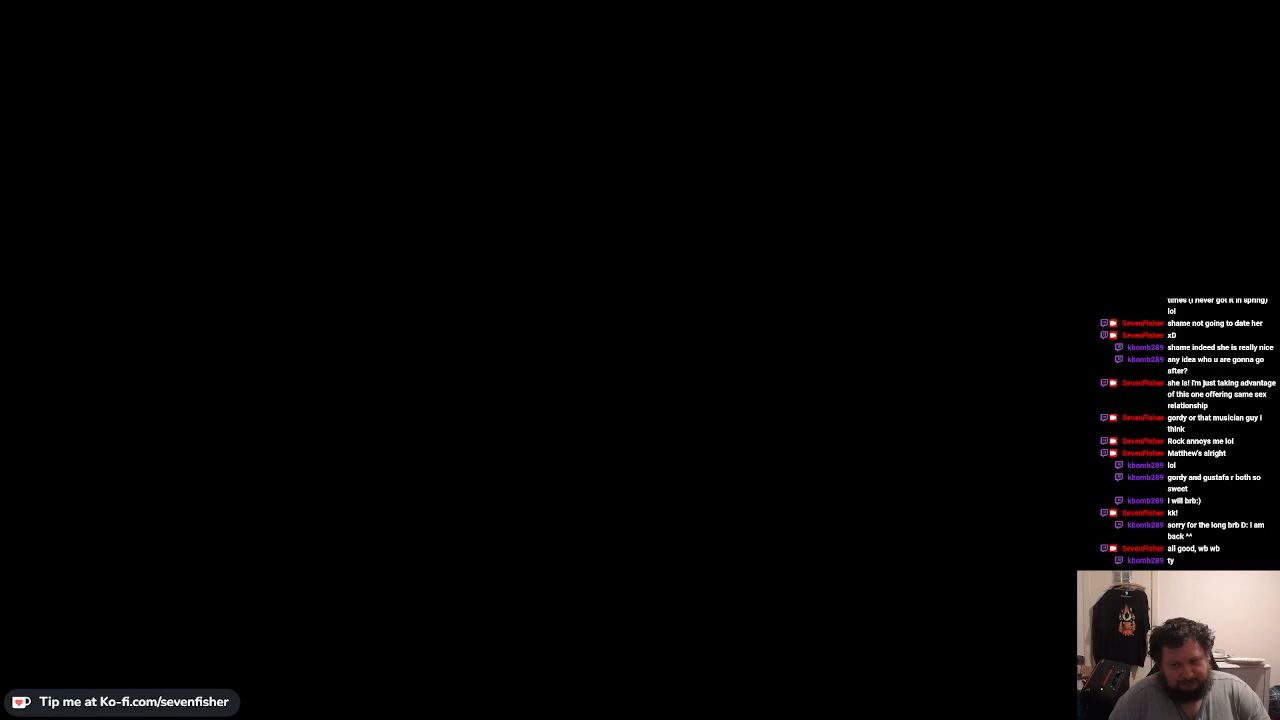 times (I never got it in spring)
lol
SevenFisher shame not going to date her
SevenFisher xD
kbomb289 shame indeed she is really nice
kbomb289 any idea who u are gonna go
after?
SevenFisher she is! I'm just taking advantage
of this one offering same sex
relationship
SevenFisher gordy or that musician guy I
think
SevenFisher Rock annoys me lol
SevenFisher Matthew's alright
kbomb289 lol
kbomb289 gordy and gustafa r both so
sweet
kbomb289 I will brb:)
SevenFisher kk!
kbomb289 sorry for the long brb D: I am
back ^^
SevenFisher all good, wb wb
kbomb289 ty
Tip me at Ko-fi.com/sevenfisher